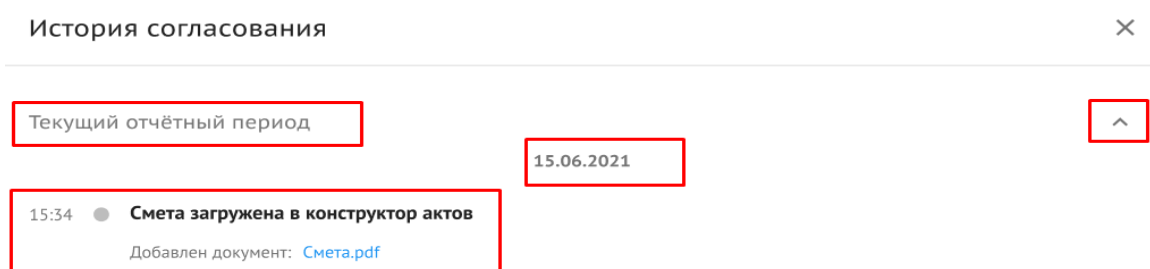 История согласования
Текущий отчётный период
15.06.2021
15:34 Смета загружена в конструктор актов
Добавлен документ: Смета.pdf